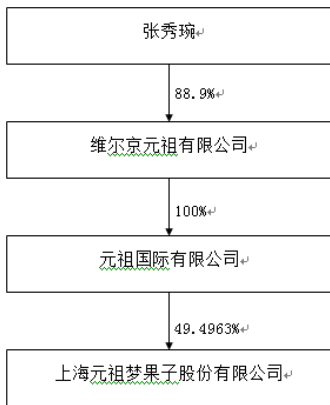 张秀琬
88.9%
维尔京元祖有限公司
100%
元祖国际有限公司
49.4963%
上海元祖梦果子股份有限公司